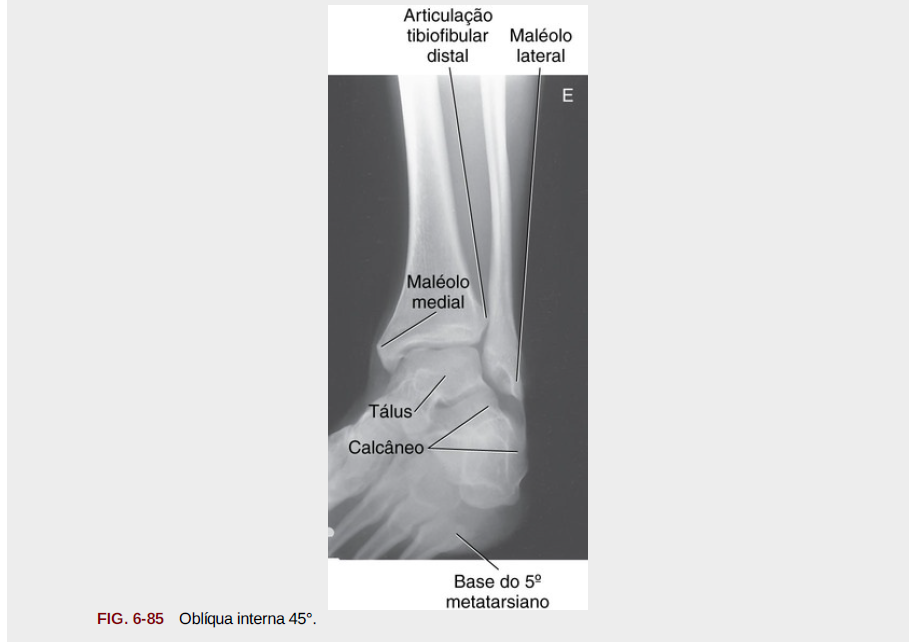 Articulação
tibiofibular
distal
Maléolo
lateral
E
Maléolo
medial
Tálus
Calcâneo
Base do 5º
metatarsiano
FIG. 6-85 Oblíqua interna 45°.